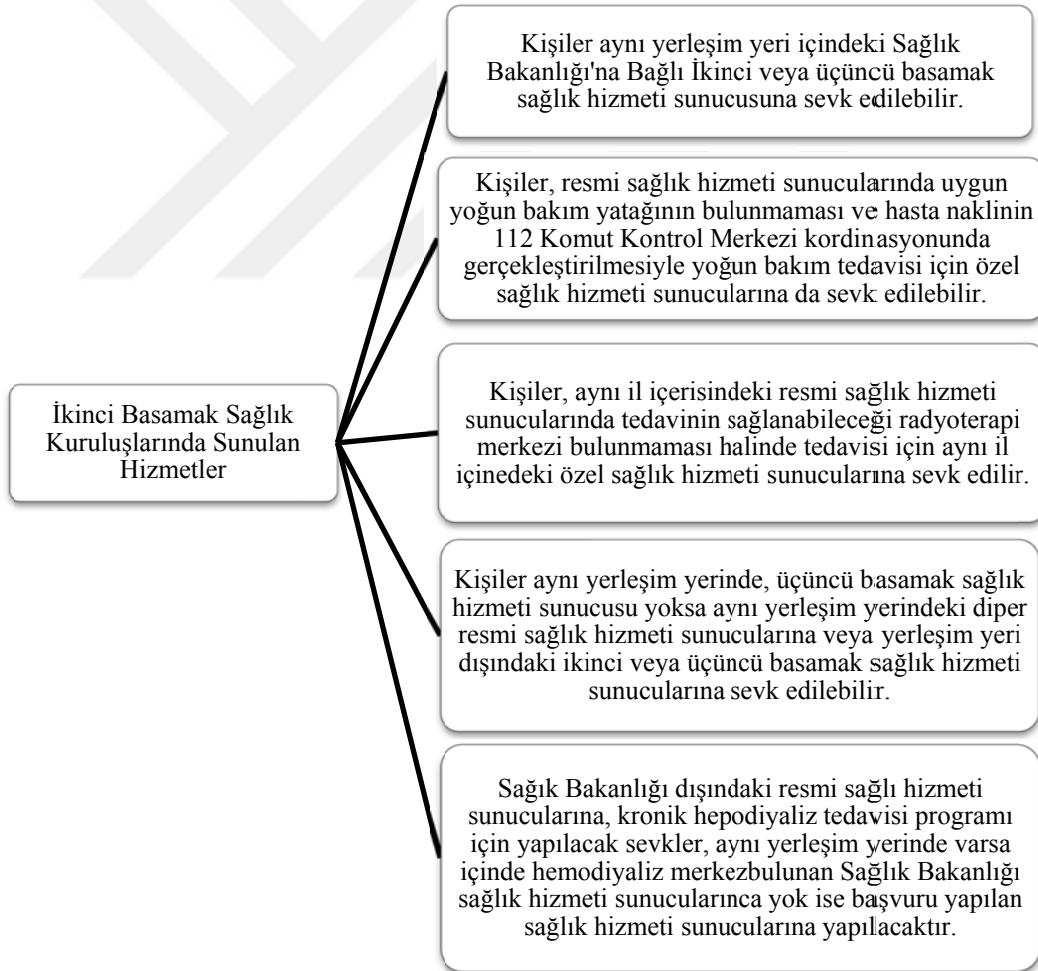 Kişiler aynı yerleşim yeri içindeki Sağlık
Bakanlığı'na Bağlı İkinci veya üçüncü basamak
sağlık hizmeti sunucusuna sevk edilebilir.
Kişiler, resmi sağlık hizmeti sunucularında uygun
yoğun bakım yatağının bulunmaması ve hasta naklinin
112 Komut Kontrol Merkezi kordinasyonunda
gerçekleştirilmesiyle yoğun bakım tedavisi için özel
sağlık hizmeti sunucularına da sevk edilebilir.
İkinci Basamak Sağlık
Kuruluşlarında Sunulan
Hizmetler
Kişiler, aynı il içerisindeki resmi sağlık hizmeti
sunucularında tedavinin sağlanabileceği radyoterapi
merkezi bulunmaması halinde tedavisi için aynı il
içinedeki özel sağlık hizmeti sunucularına sevk edilir.
Kişiler aynı yerleşim yerinde, üçüncü basamak sağlık
hizmeti sunucusu yoksa aynı yerleşim yerindeki diper
resmi sağlık hizmeti sunucularına veya yerleşim yeri
dışındaki ikinci veya üçüncü basamak sağlık hizmeti
sunucularına sevk edilebilir.
Sağık Bakanlığı dışındaki resmi sağlı hizmeti
sunucularına, kronik hepodiyaliz tedavisi programı
için yapılacak sevkler, aynı yerleşim yerinde varsa
içinde hemodiyaliz merkezbulunan Sağlık Bakanlığı
sağlık hizmeti sunucularınca yok ise başvuru yapılan
sağlık hizmeti sunucularına yapılacaktır.